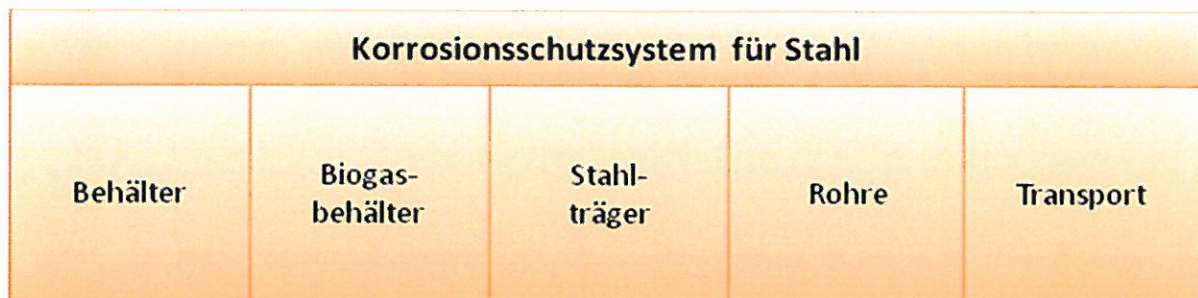 Korrosionsschutzsystem für Stahl
Behälter
Biogas-
behälter
Stahl-
träger
Rohre
Transport